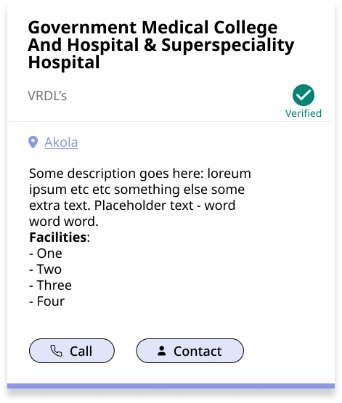 Government Medical College
And Hospital & Superspeciality
Hospital
VRDL’s
Verified
Akola
Some description goes here: loreum
ipsum etc etc something else some
extra text. Placeholder text - word
word word.
Facilities:
- One
- Two
- Three
- Four
Call
Contact